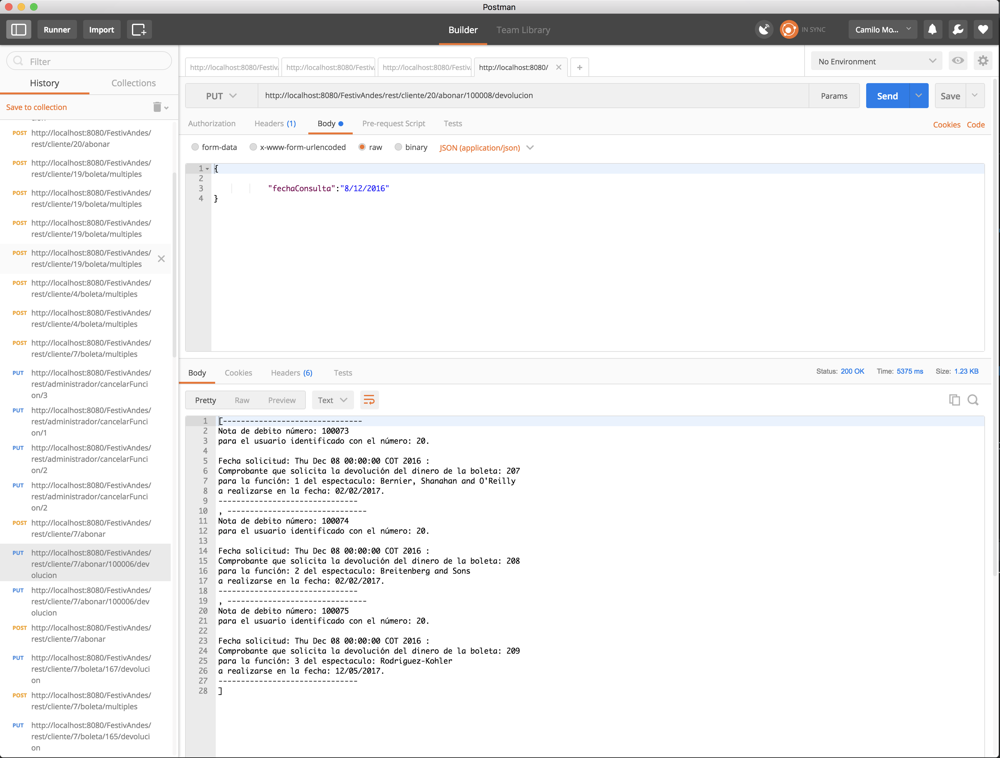 Postman
Runner
Import
Builder
Team Library
IN SYNC
Camilo Mo...
Filter
History
Collections
Save to collection
cion
POST http://localhost:8080/FestivAndes/
rest/cliente/20/abonar
POST http://localhost:8080/FestivAndes/
rest/cliente/19/boleta/multiples
POST http://localhost:8080/FestivAndes/
rest/cliente/19/boleta/multiples
POST http://localhost:8080/FestivAndes/
rest/cliente/19/boleta/multiples
POST http://localhost:8080/FestivAndes/
rest/cliente/19/boleta/multiples
POST http://localhost:8080/FestivAndes/
rest/cliente/4/boleta/multiples
POST http://localhost:8080/FestivAndes/
rest/cliente/4/boleta/multiples
POST http://localhost:8080/FestivAndes/
rest/cliente/7/boleta/multiples
PUT http://localhost:8080/FestivAndes/
rest/administrador/cancelarFunci
on/3
PUT http://localhost:8080/FestivAndes/
rest/administrador/cancelarFunci
on/1
PUT http://localhost:8080/FestivAndes/
rest/administrador/cancelarFunci
on/2
PUT http://localhost:8080/FestivAndes/
rest/administrador/cancelarFunci
on/2
POST http://localhost:8080/FestivAndes/
rest/cliente/7/abonar
PUT http://localhost:8080/FestivAndes/
rest/cliente/7/abonar/100006/dev
olucion
PUT http://localhost:8080/FestivAndes/
rest/cliente/7/abonar/100006/dev
olucion
POST http://localhost:8080/FestivAndes/
rest/cliente/7/abonar
PUT http://localhost:8080/FestivAndes/
rest/cliente/7/boleta/167/devoluci
on
POST http://localhost:8080/FestivAndes/
rest/cliente/7/boleta/multiples
PUT http://localhost:8080/FestivAndes/
rest/cliente/7/boleta/165/devoluci
on
http://localhost:8080/Festiv
http://localhost:8080/Festiv
http://localhost:8080/Festiv
http://localhost:8080/
No Environment
PUT
http://localhost:8080/FestivAndes/rest/cliente/20/abonar/100008/devolucion
Params
Send
Save
Authorization
Headers (1)
Body
Pre-request Script
Tests
Cookies
Code
form-data
x-www-form-urlencoded
raw
binary
JSON (application/json)
1 {
2
3 "fechaConsulta":"8/12/2016"
4 }
Body
Cookies
Headers (6)
Tests
Status: 200 OK
Time: 5375 ms
Size: 1.23 KB
Pretty
Raw
Preview
Text
1 [-------------------------------
2 Nota de debito número: 100073
3 para el usuario identificado con el número: 20.
4
5 Fecha solicitud: Thu Dec 08 00:00:00 COT 2016 :
6 Comprobante que solicita la devolución del dinero de la boleta: 207
7 para la función: 1 del espectaculo: Bernier, Shanahan and O'Reilly
8 a realizarse en la fecha: 02/02/2017.
9 -------------------------------
10 , -------------------------------
11 Nota de debito número: 100074
12 para el usuario identificado con el número: 20.
13
14 Fecha solicitud: Thu Dec 08 00:00:00 COT 2016 :
15 Comprobante que solicita la devolución del dinero de la boleta: 208
16 para la función: 2 del espectaculo: Breitenberg and Sons
17 a realizarse en la fecha: 02/02/2017.
18 -------------------------------
19 , -------------------------------
20 Nota de debito número: 100075
21 para el usuario identificado con el número: 20.
22
23 Fecha solicitud: Thu Dec 08 00:00:00 COT 2016 :
24 Comprobante que solicita la devolución del dinero de la boleta: 209
25 para la función: 3 del espectaculo: Rodriguez-Kohler
26 a realizarse en la fecha: 12/05/2017.
27 -------------------------------
28 ]